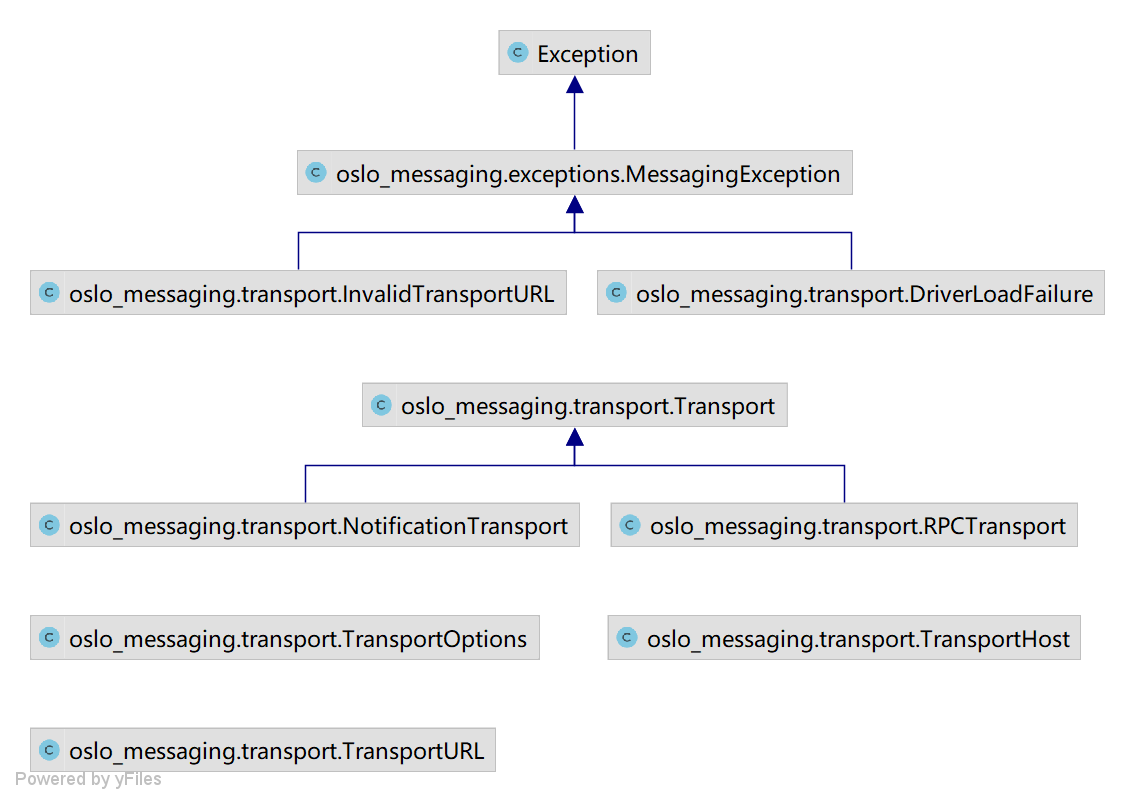 C Exception
C oslo_messaging.exceptions.MessagingException
C oslo_messaging.transport.InvalidTransportURL
C oslo_messaging.transport.DriverLoadFailure
C oslo_messaging.transport.Transport
C oslo_messaging.transport.NotificationTransport
C oslo_messaging.transport.RPCTransport
C oslo_messaging.transport.TransportOptions
C oslo_messaging.transport.TransportHost
C oslo_messaging.transport.TransportURL
Powered by yFiles